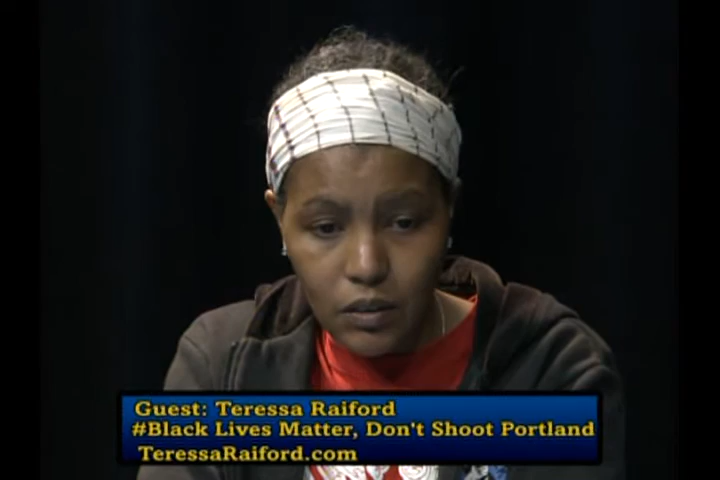 Guest: Teressa Raiford
#Black Lives Matter, Don't Shoot Portland
TeressaRaiford.com